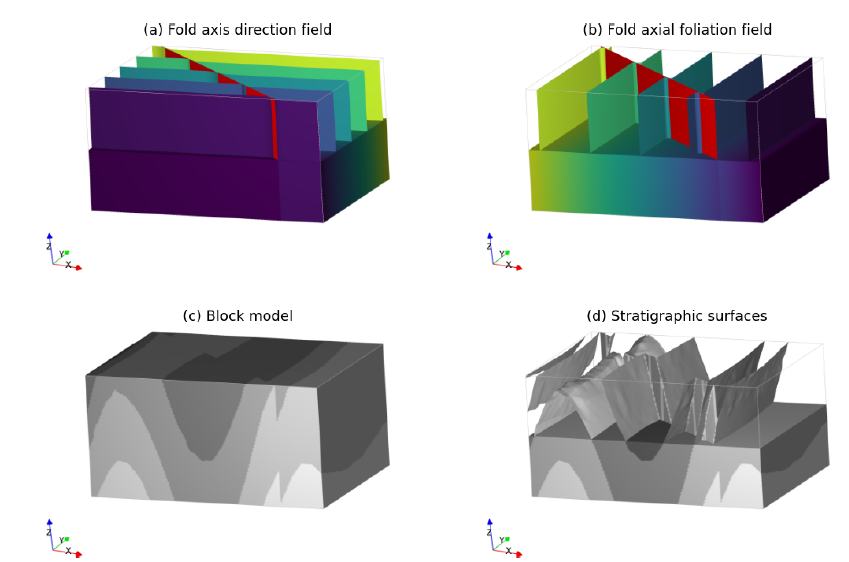 (a) Fold axis direction field
(b) Fold axial foliation field
Z
Y
X
Z
Y
X
(c) Block model
(d) Stratigraphic surfaces
Z
Y
X
Z
Y
X